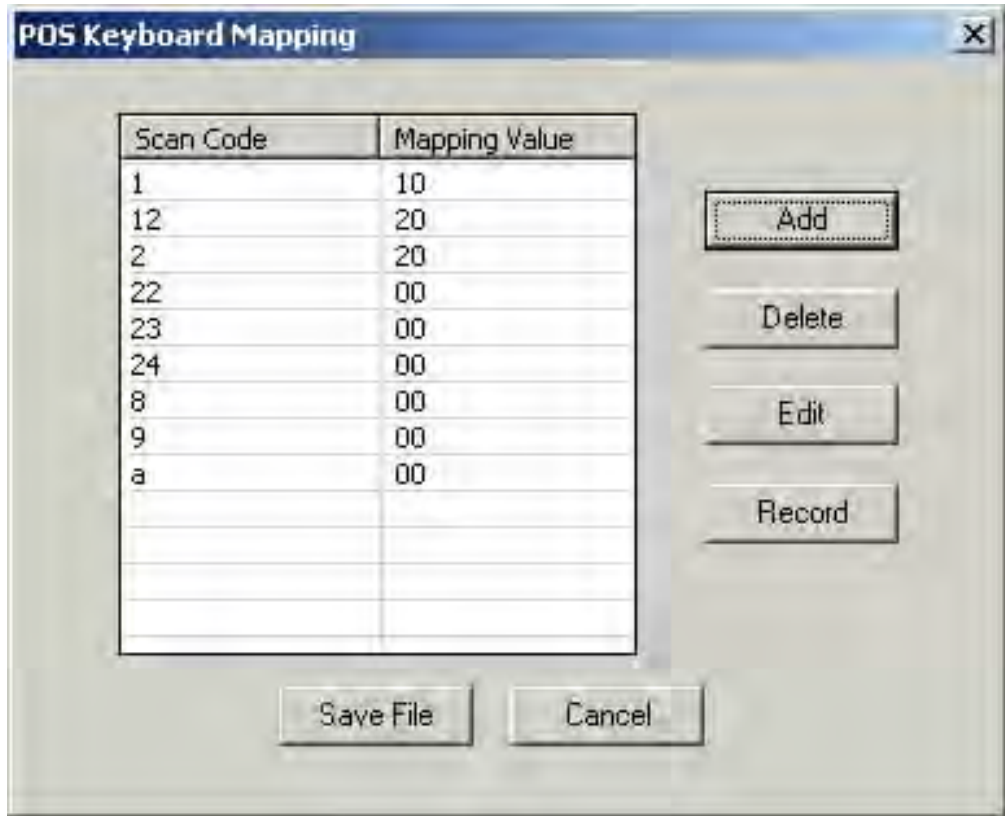 POS Keyboard Mapping
Scan Code Mapping Value
1 10
12 20
2 20
22 00
23 00
24 00
8 00
9 00
a 00
Add
Delete
Edit
Record
Save File Cancel